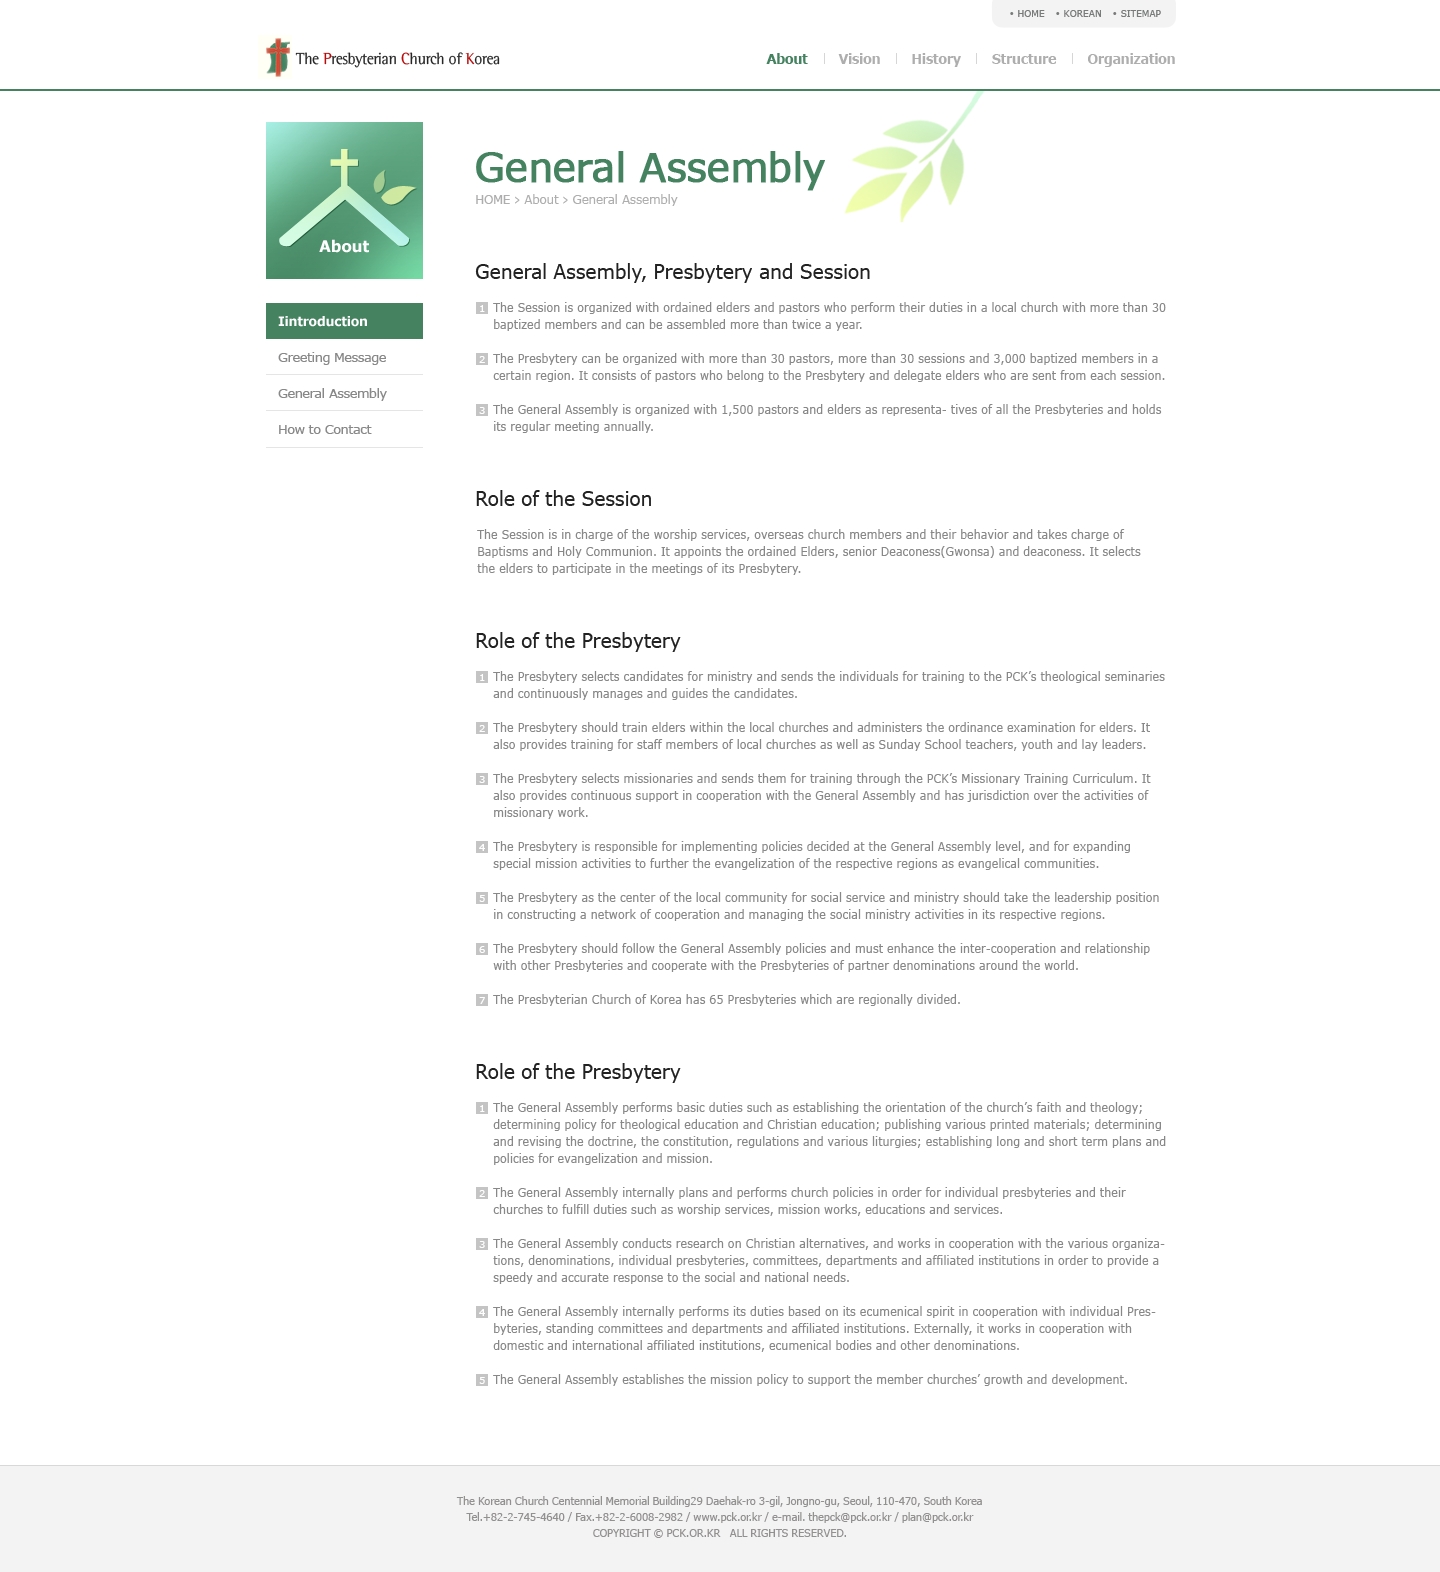 • HOME • KOREAN • SITEMAP
The Presbyterian Church of Korea
About Vision History Structure Organization
About
Iintroduction
Greeting Message
General Assembly
How to Contact
General Assembly
HOME > About > General Assembly
General Assembly, Presbytery and Session
1 The Session is organized with ordained elders and pastors who perform their duties in a local church with more than 30
baptized members and can be assembled more than twice a year.
2 The Presbytery can be organized with more than 30 pastors, more than 30 sessions and 3,000 baptized members in a
certain region. It consists of pastors who belong to the Presbytery and delegate elders who are sent from each session.
3 The General Assembly is organized with 1,500 pastors and elders as representa- tives of all the Presbyteries and holds
its regular meeting annually.
Role of the Session
The Session is in charge of the worship services, overseas church members and their behavior and takes charge of
Baptisms and Holy Communion. It appoints the ordained Elders, senior Deaconess(Gwonsa) and deaconess. It selects
the elders to participate in the meetings of its Presbytery.
Role of the Presbytery
1 The Presbytery selects candidates for ministry and sends the individuals for training to the PCK’s theological seminaries
and continuously manages and guides the candidates.
2 The Presbytery should train elders within the local churches and administers the ordinance examination for elders. It
also provides training for staff members of local churches as well as Sunday School teachers, youth and lay leaders.
3 The Presbytery selects missionaries and sends them for training through the PCK’s Missionary Training Curriculum. It
also provides continuous support in cooperation with the General Assembly and has jurisdiction over the activities of
missionary work.
4 The Presbytery is responsible for implementing policies decided at the General Assembly level, and for expanding
special mission activities to further the evangelization of the respective regions as evangelical communities.
5 The Presbytery as the center of the local community for social service and ministry should take the leadership position
in constructing a network of cooperation and managing the social ministry activities in its respective regions.
6 The Presbytery should follow the General Assembly policies and must enhance the inter-cooperation and relationship
with other Presbyteries and cooperate with the Presbyteries of partner denominations around the world.
7 The Presbyterian Church of Korea has 65 Presbyteries which are regionally divided.
Role of the Presbytery
1 The General Assembly performs basic duties such as establishing the orientation of the church’s faith and theology;
determining policy for theological education and Christian education; publishing various printed materials; determining
and revising the doctrine, the constitution, regulations and various liturgies; establishing long and short term plans and
policies for evangelization and mission.
2 The General Assembly internally plans and performs church policies in order for individual presbyteries and their
churches to fulfill duties such as worship services, mission works, educations and services.
3 The General Assembly conducts research on Christian alternatives, and works in cooperation with the various organiza-
tions, denominations, individual presbyteries, committees, departments and affiliated institutions in order to provide a
speedy and accurate response to the social and national needs.
4 The General Assembly internally performs its duties based on its ecumenical spirit in cooperation with individual Pres-
byteries, standing committees and departments and affiliated institutions. Externally, it works in cooperation with
domestic and international affiliated institutions, ecumenical bodies and other denominations.
5 The General Assembly establishes the mission policy to support the member churches’ growth and development.
The Korean Church Centennial Memorial Building29 Daehak-ro 3-gil, Jongno-gu, Seoul, 110-470, South Korea
Tel.+82-2-745-4640 / Fax.+82-2-6008-2982 / www.pck.or.kr / e-mail. thepck@pck.or.kr / plan@pck.or.kr
COPYRIGHT © PCK.OR.KR ALL RIGHTS RESERVED.